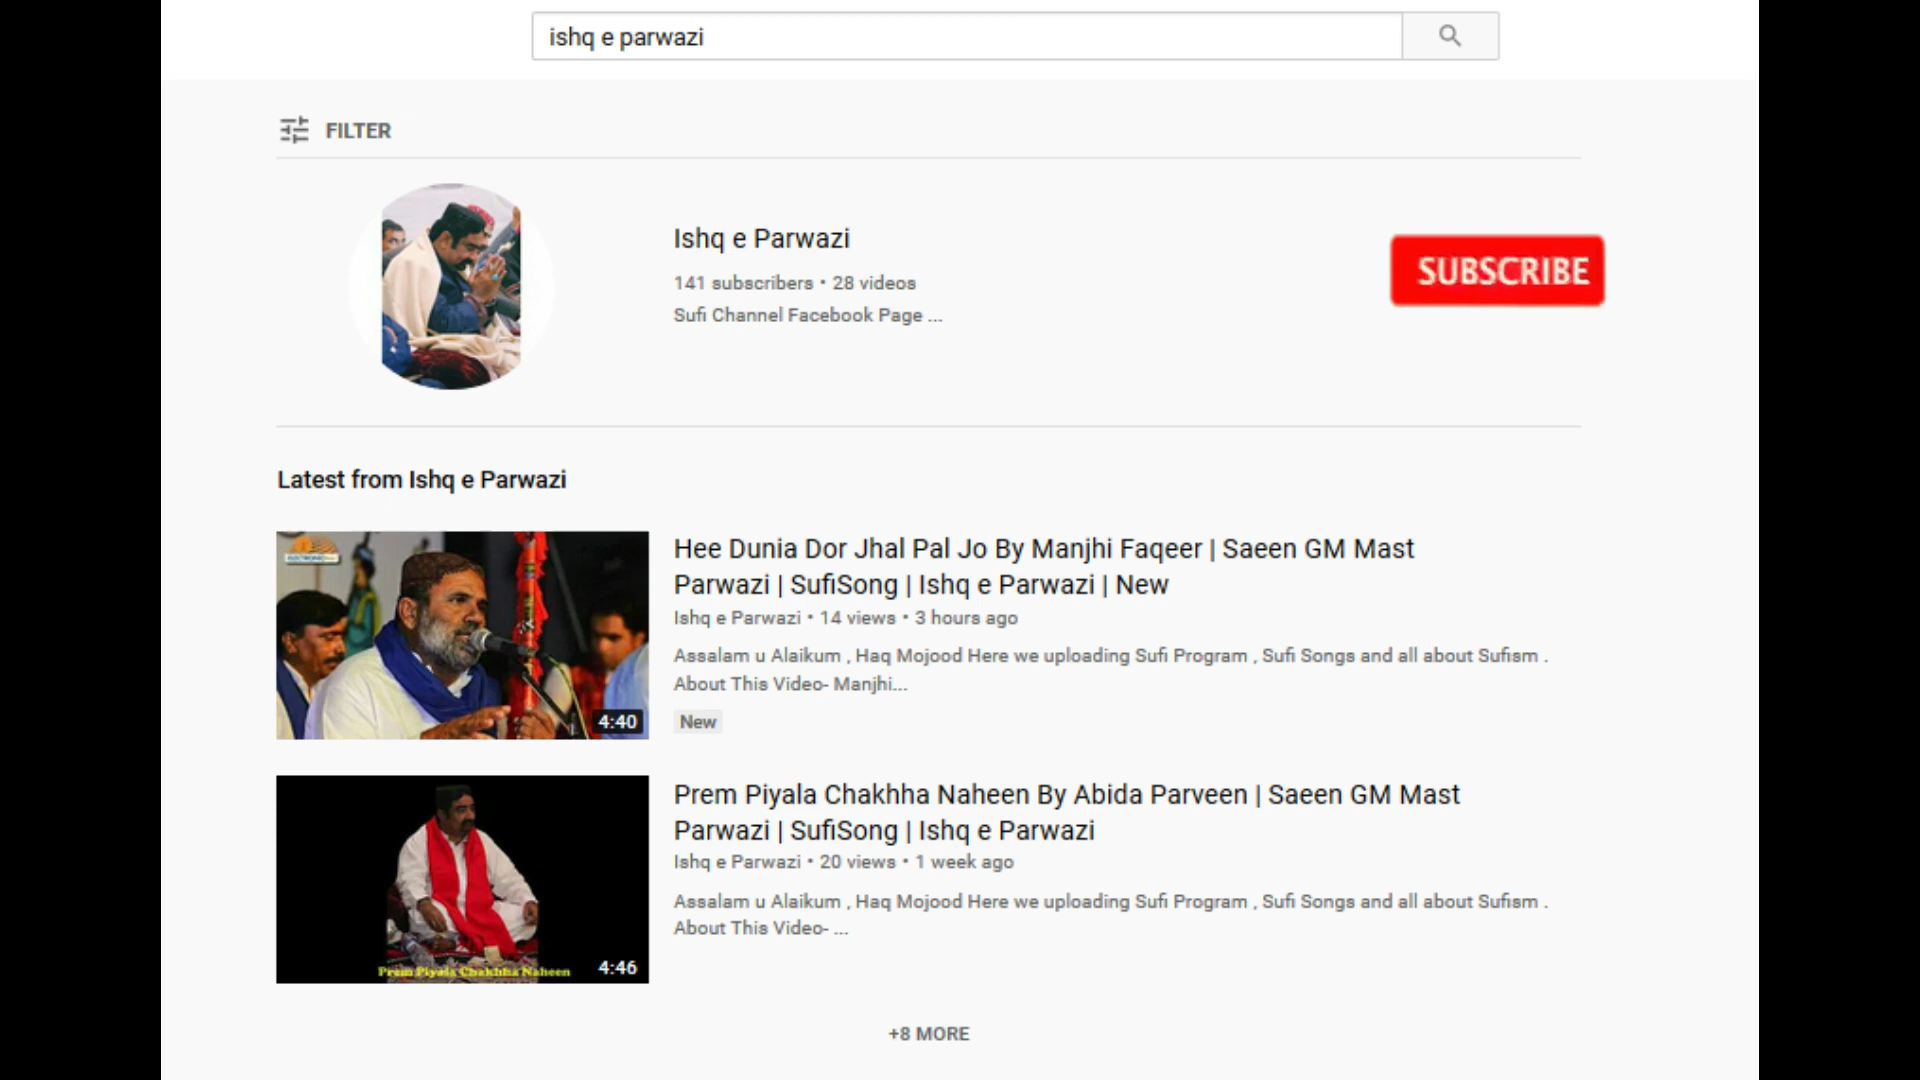 ishq e parwazi
FILTER
Ishq e Parwazi
141 subscribers • 28 videos
Sufi Channel Facebook Page ...
SUBSCRIBE
Latest from Ishq e Parwazi
Hee Dunia Dor Jhal Pal Jo By Manjhi Faqeer | Saeen GM Mast
Parwazi | SufiSong | Ishq e Parwazi | New
Ishq e Parwazi • 14 views • 3 hours ago
Assalam u Alaikum , Haq Mojood Here we uploading Sufi Program , Sufi Songs and all about Sufism .
About This Video- Manjhi...
4:40
New
Prem Piyala Chakhha Naheen By Abida Parveen | Saeen GM Mast
Parwazi | SufiSong | Ishq e Parwazi
Ishq e Parwazi • 20 views • 1 week ago
Assalam u Alaikum , Haq Mojood Here we uploading Sufi Program , Sufi Songs and all about Sufism .
About This Video- ...
Prem Piyala Chakhha Naheen
4:46
+8 MORE